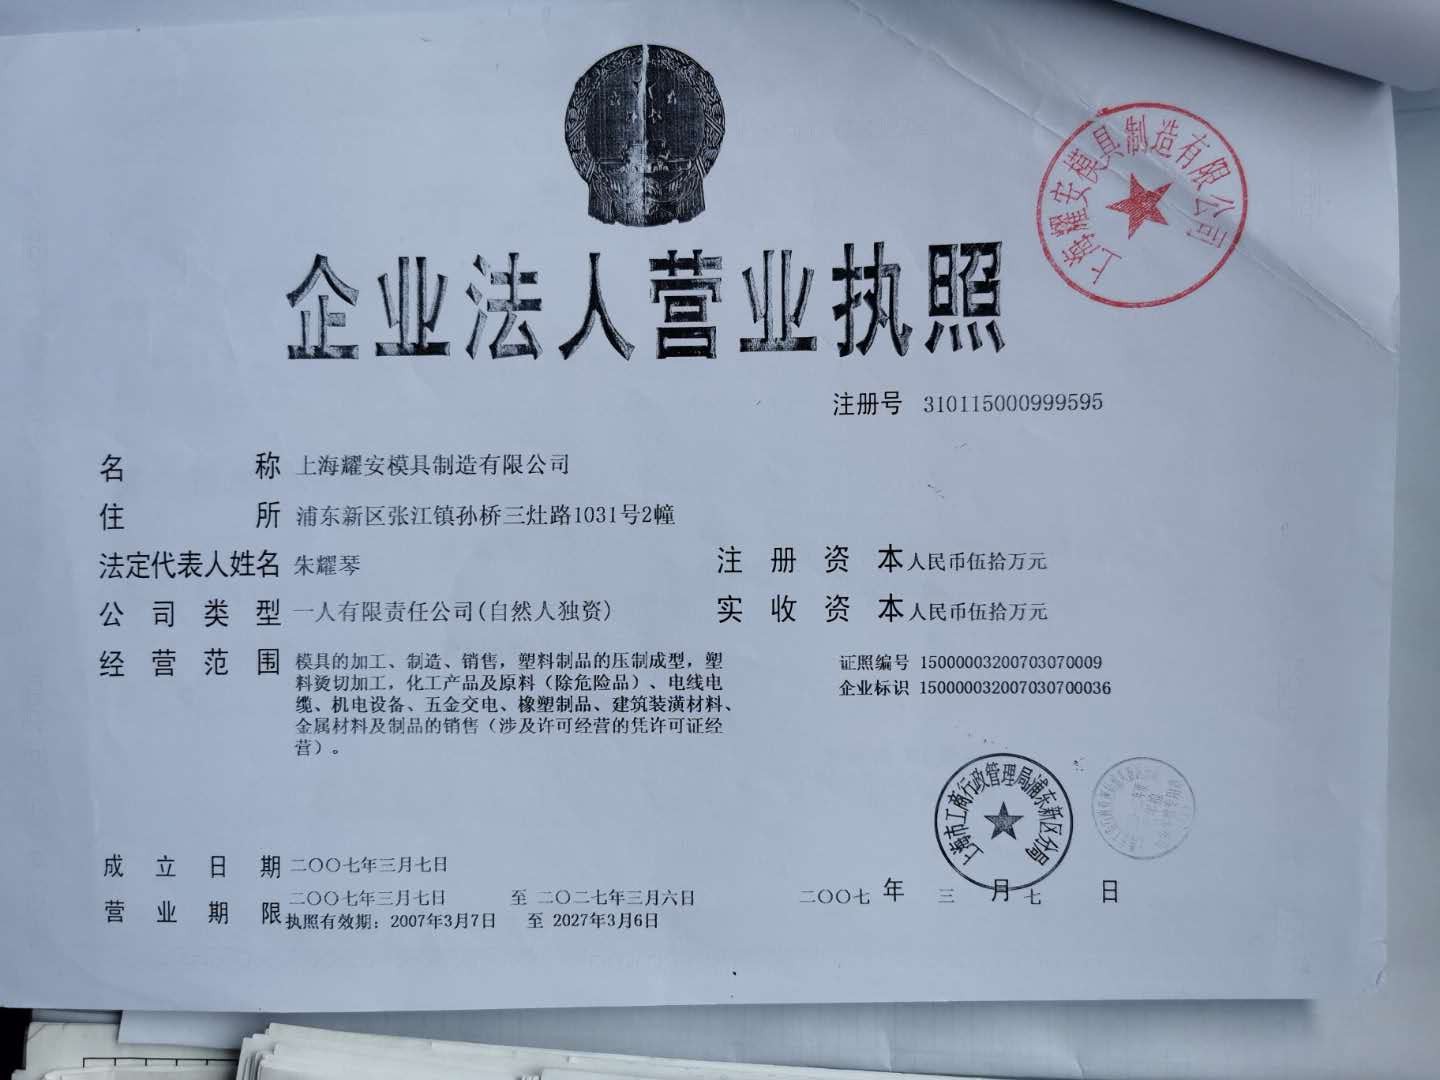 上海耀安模具制造有限公司
企业法人营业执照
注册号 310115000999595
名称 上海耀安模具制造有限公司
住所 浦东新区张江镇孙桥三灶路1031号2幢
法定代表人姓名 朱耀琴 注册资本 人民币伍拾万元
公司类型 一人有限责任公司(自然人独资) 实收资本 人民币伍拾万元
经营范围 模具的加工、制造、销售，塑料制品的压制成型，塑
料烫切加工，化工产品及原料（除危险品）、电线电
缆、机电设备、五金交电、橡塑制品、建筑装潢材料、
金属材料及制品的销售（涉及许可经营的凭许可证经
营）。
证照编号 15000003200703070009
企业标识 150000032007030700036
上海市工商行政管理局浦东新区分局
成立日期 二〇〇七年三月七日
营业期限 二〇〇七年三月七日 至 二〇二七年三月六日
执照有效期：2007年3月7日 至 2027年3月6日
二〇〇七 年 三 月 七 日